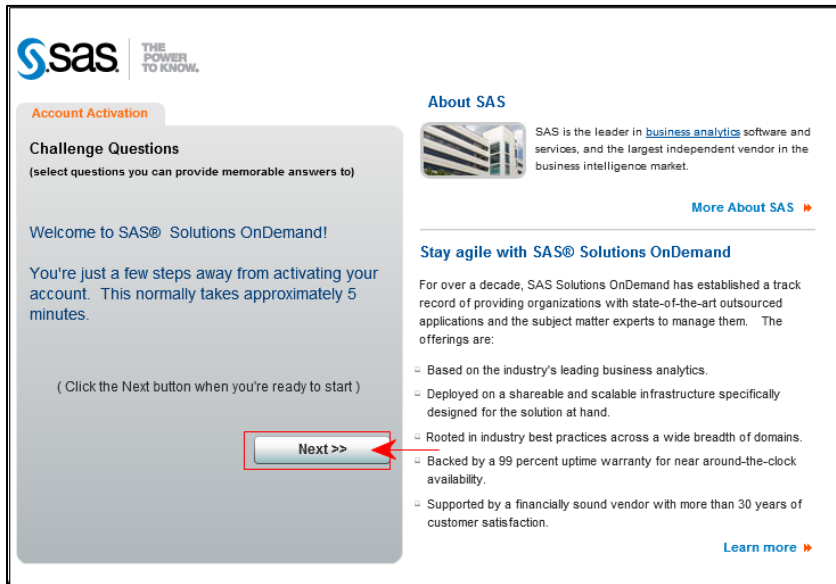 sas THE POWER TO KNOW.
Account Activation
Challenge Questions
(select questions you can provide memorable answers to)
Welcome to SAS® Solutions OnDemand!
You're just a few steps away from activating your
account. This normally takes approximately 5
minutes.
( Click the Next button when you're ready to start )
Next >>
About SAS
SAS is the leader in business analytics software and
services, and the largest independent vendor in the
business intelligence market.
More About SAS
Stay agile with SAS® Solutions OnDemand
For over a decade, SAS Solutions OnDemand has established a track
record of providing organizations with state-of-the-art outsourced
applications and the subject matter experts to manage them. The
offerings are:
Based on the industry's leading business analytics.
Deployed on a shareable and scalable infrastructure specifically
designed for the solution at hand.
Rooted in industry best practices across a wide breadth of domains.
Backed by a 99 percent uptime warranty for near around-the-clock
availability.
Supported by a financially sound vendor with more than 30 years of
customer satisfaction.
Learn more